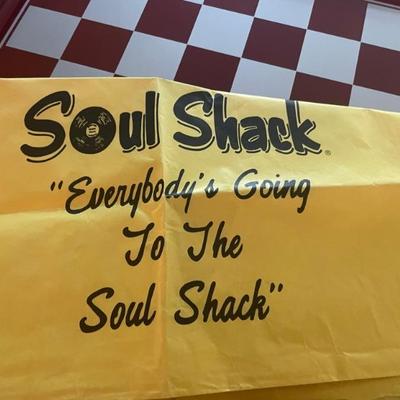 Soul Shack®
"Everybody's Going
To The
Soul Shack"